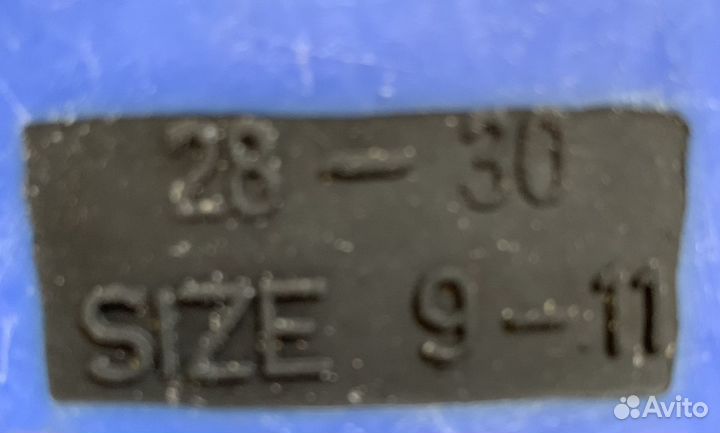 28 — 30
SIZE 9 – 11
Avito